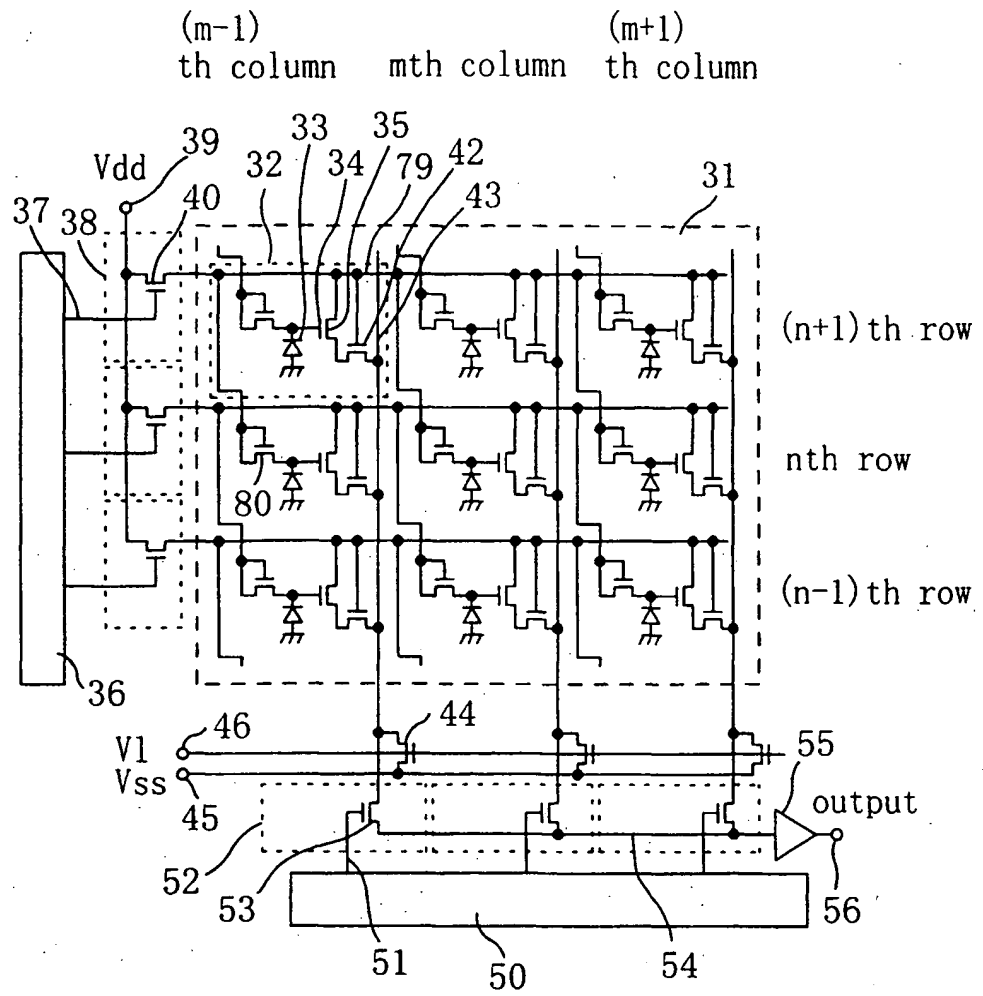 (m-1)
th column
mth column
(m+1)
th column
Vdd
39
40
37
38
32
33
34
35
79
42
43
31
(n+1)th row
nth row
80
(n-1)th row
36
V1
46
Vss
45
44
55
output
52
53
51
50
54
56